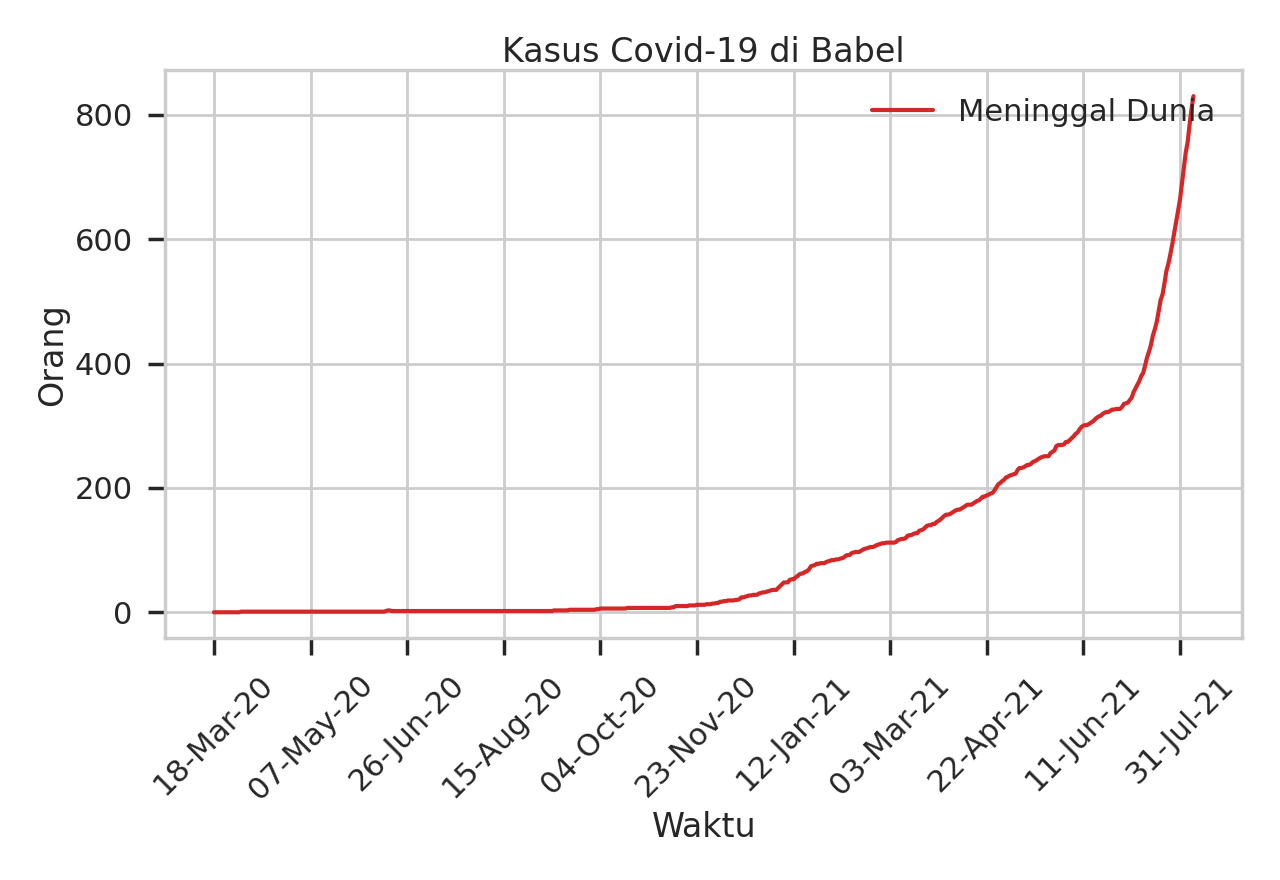 Kasus Covid-19 di Babel
Meninggal Dunia
Orang
800
600
400
200
0
18-Mar-20
07-May-20
26-Jun-20
15-Aug-20
04-Oct-20
23-Nov-20
12-Jan-21
03-Mar-21
22-Apr-21
11-Jun-21
31-Jul-21
Waktu